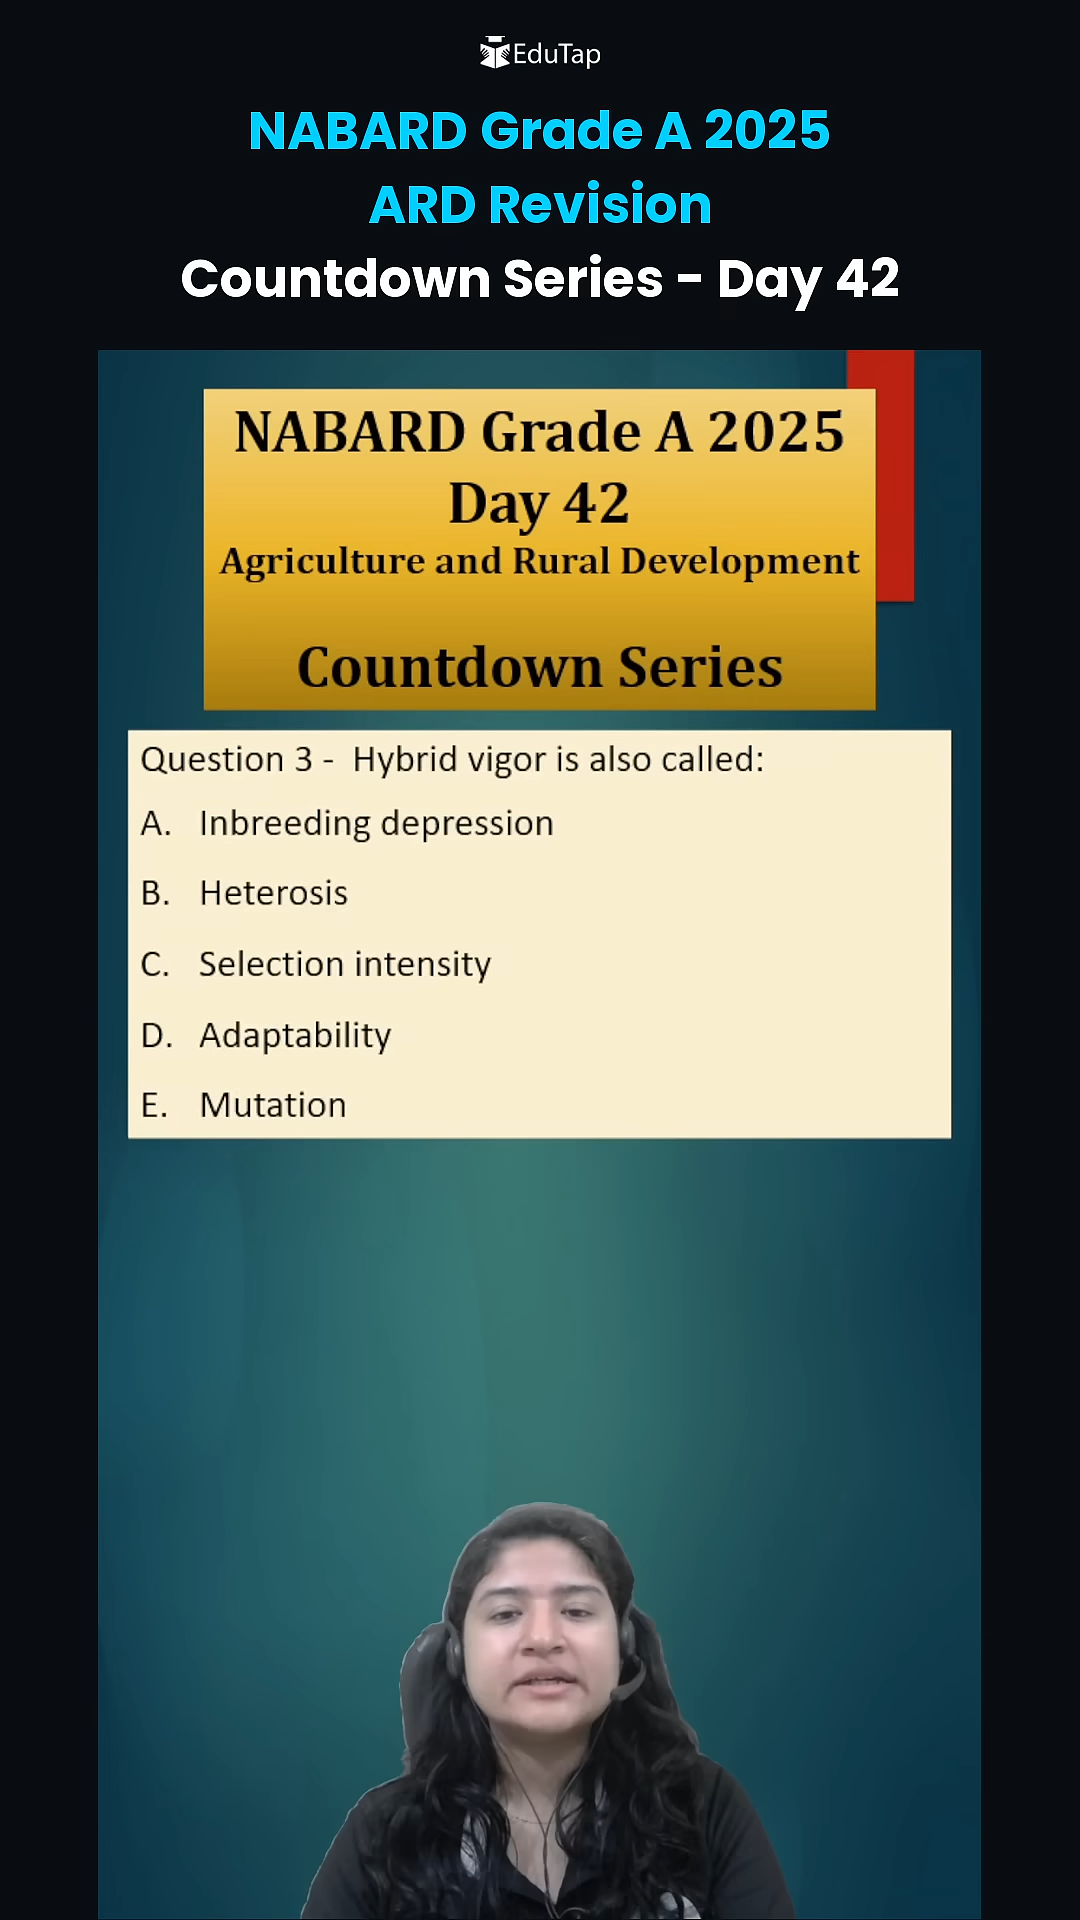 EduTap
NABARD Grade A 2025
ARD Revision
Countdown Series - Day 42
NABARD Grade A 2025
Day 42
Agriculture and Rural Development
Countdown Series
Question 3 - Hybrid vigor is also called:
A. Inbreeding depression
B. Heterosis
C. Selection intensity
D. Adaptability
E. Mutation